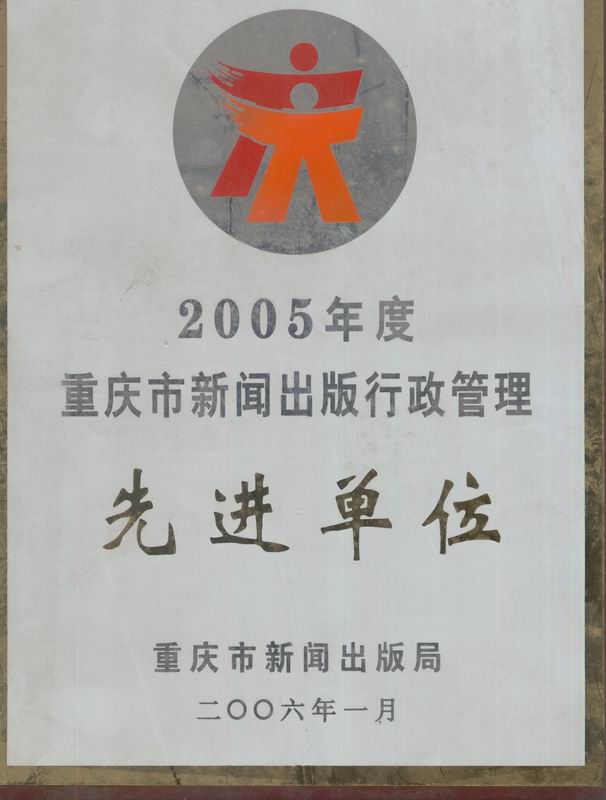 2005年度
重庆市新闻出版行政管理
先进单位
重庆市新闻出版局
二〇〇六年一月